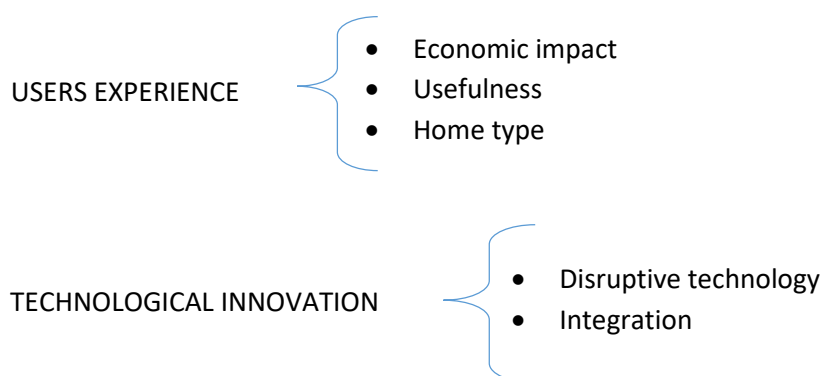 USERS EXPERIENCE
● Economic impact
● Usefulness
● Home type
TECHNOLOGICAL INNOVATION
● Disruptive technology
● Integration